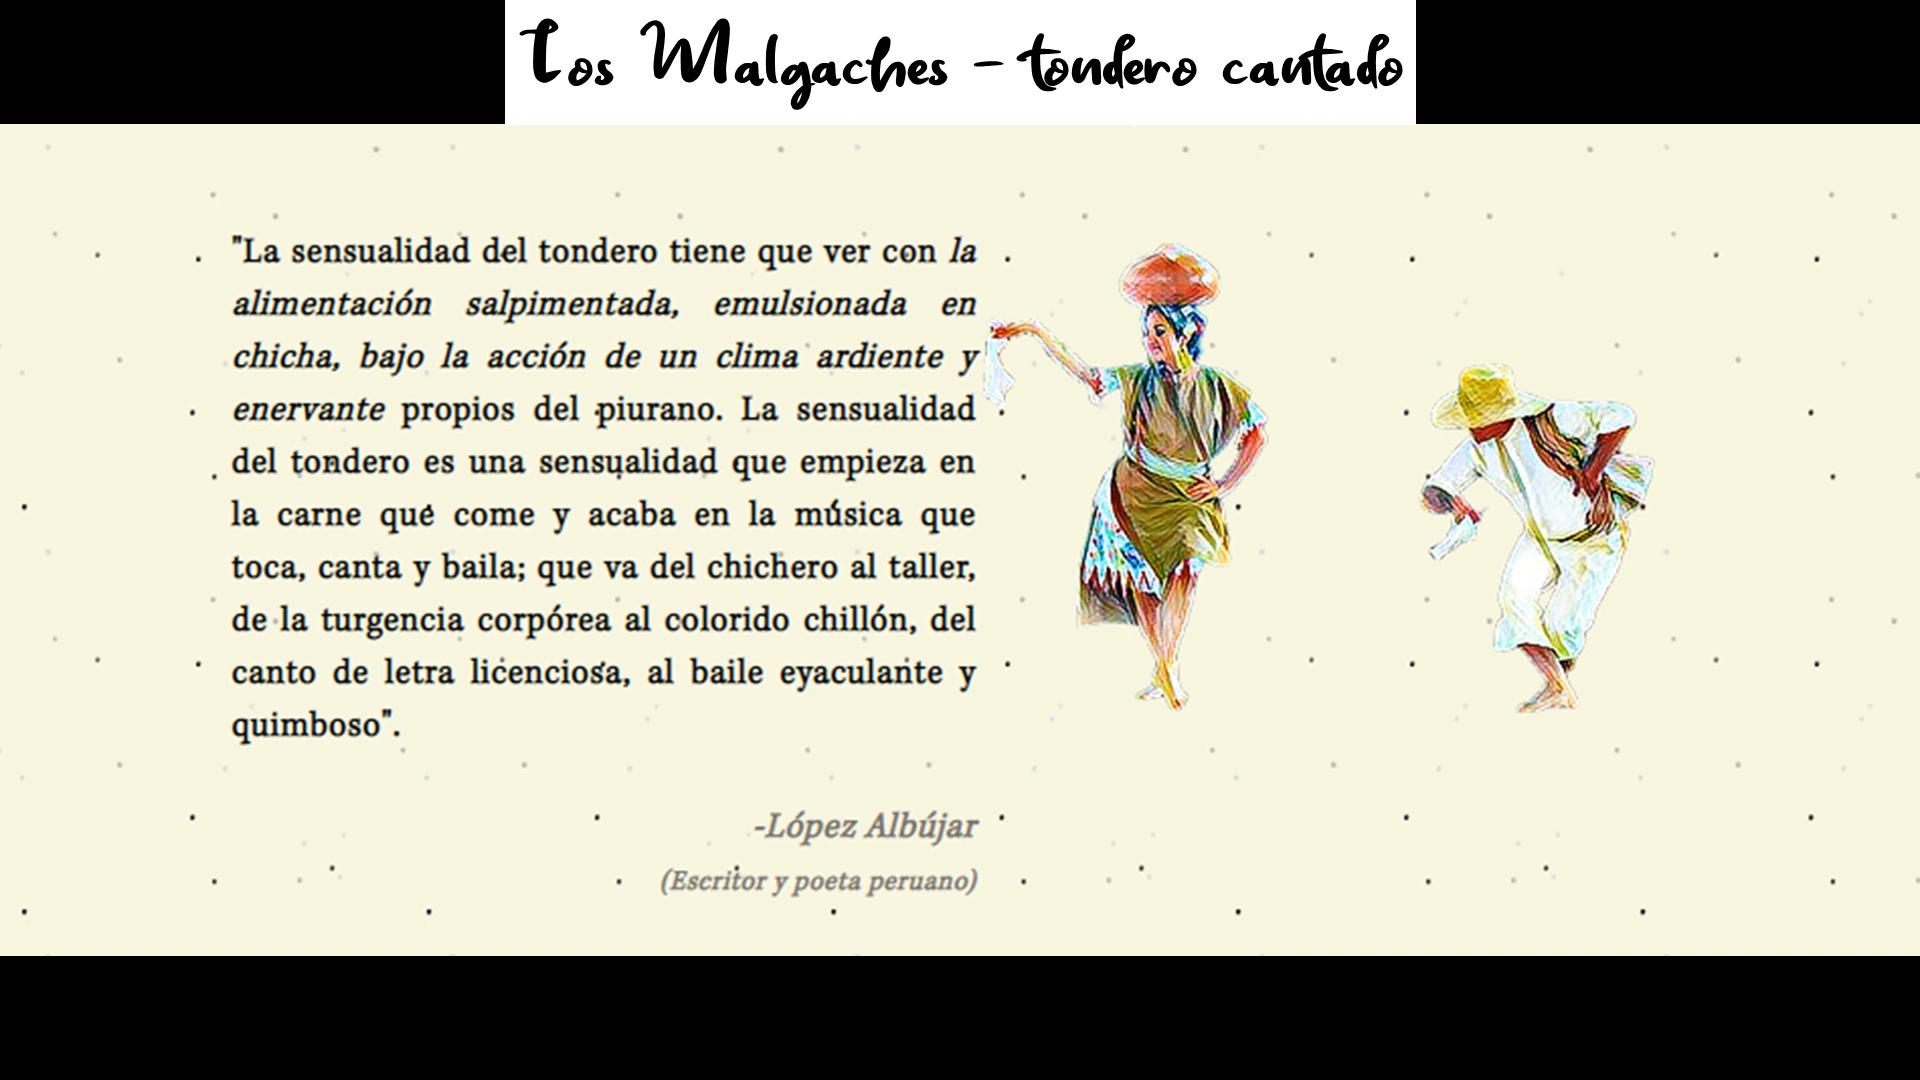 Los Malgaches - tondero cantado
"La sensualidad del tondero tiene que ver con la
alimentación salpimentada, emulsionada en
chicha, bajo la acción de un clima ardiente y
enervante propios del piurano. La sensualidad
del tondero es una sensualidad que empieza en
la carne que come y acaba en la música que
toca, canta y baila; que va del chichero al taller,
de la turgencia corpórea al colorido chillón, del
canto de letra licenciosa, al baile eyaculante y
quimboso".
-López Albújar
(Escritor y poeta peruano)